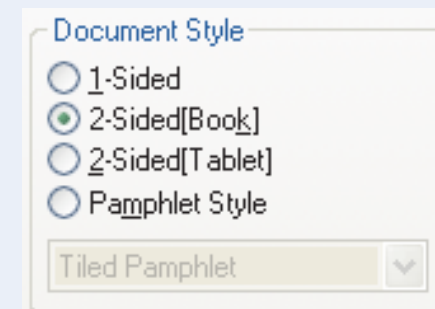 Document Style
1-Sided
2-Sided[Book]
2-Sided[Tablet]
Pamphlet Style
Tiled Pamphlet